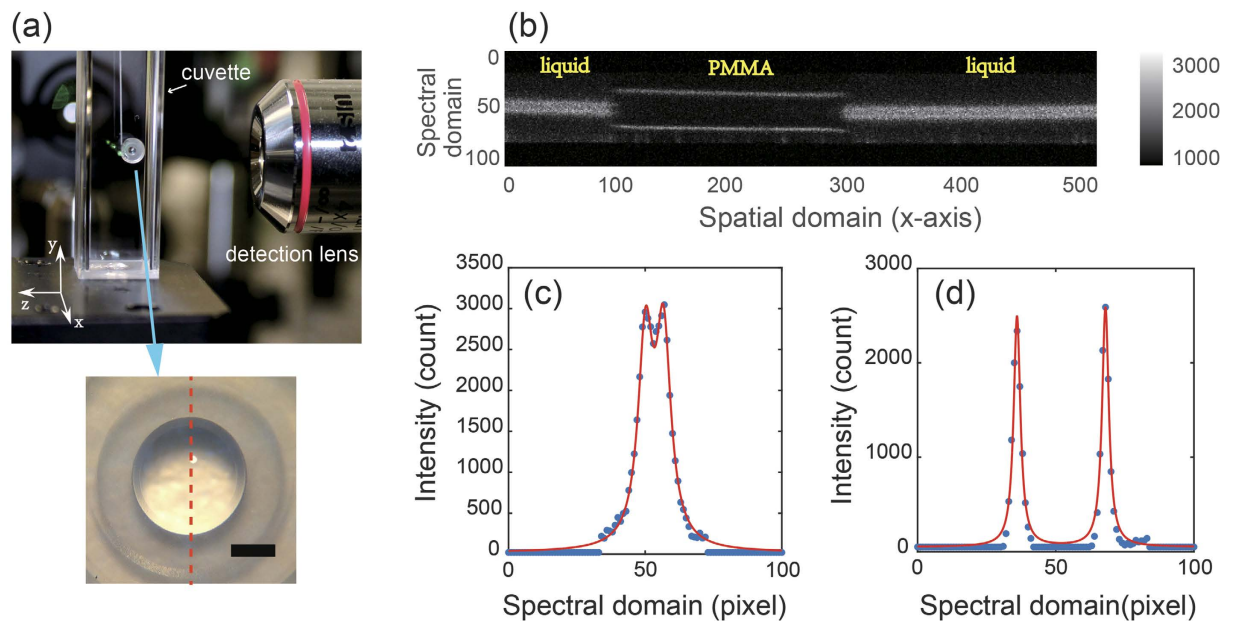 (a)
cuvette
detection lens
y
z
x
(b)
liquid
PMMA
liquid
Spectral
domain
0
50
100
0
100
200
300
400
500
Spatial domain (x-axis)
3000
2000
1000
(c)
Intensity (count)
3500
3000
2500
2000
1500
1000
500
0
0
50
100
Spectral domain (pixel)
(d)
Intensity (count)
3000
2000
1000
0
0
50
100
Spectral domain(pixel)